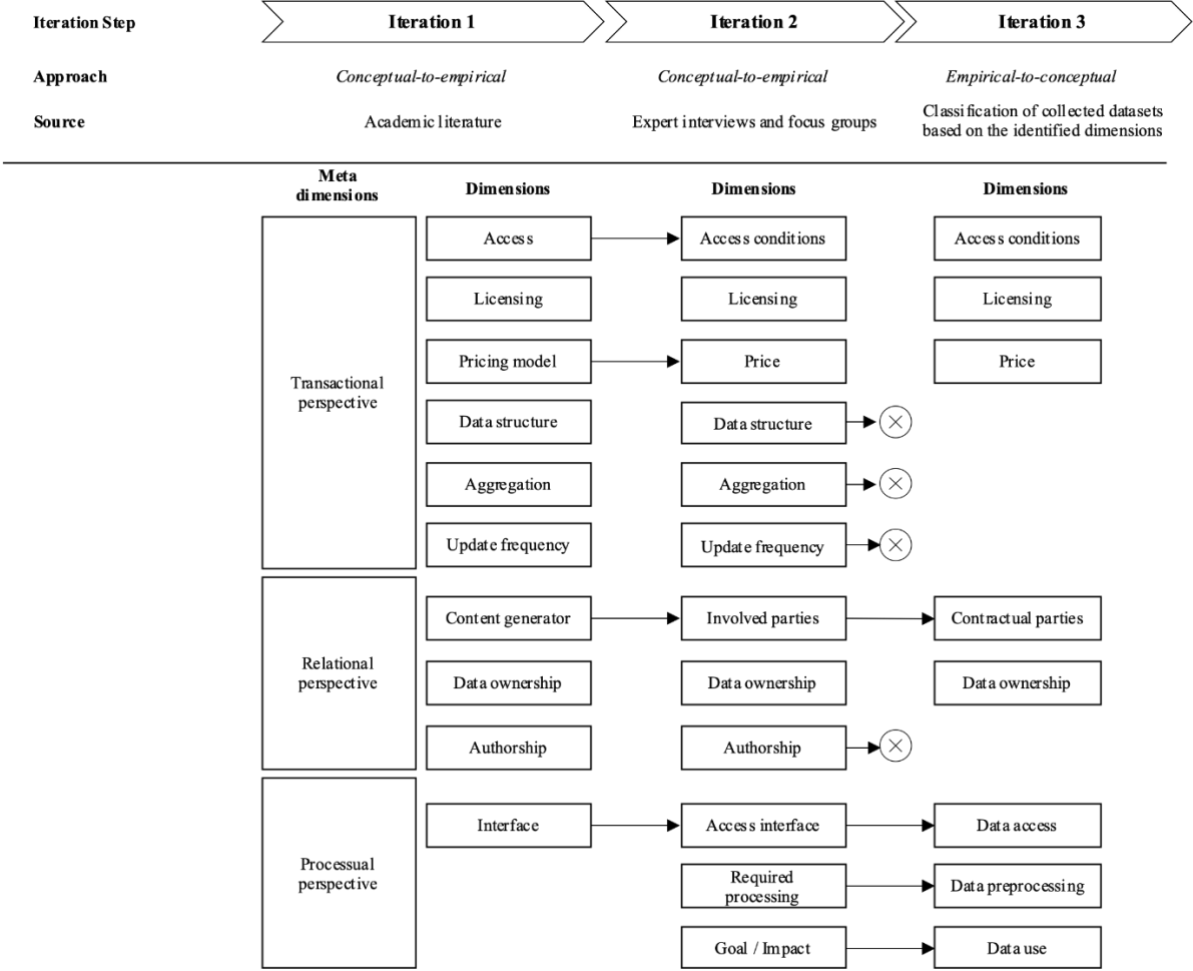 Iteration Step
Iteration 1
Iteration 2
Iteration 3
Approach
Conceptual-to-empirical
Conceptual-to-empirical
Empirical-to-conceptual
Source
Academic literature
Expert interviews and focus groups
Classification of collected datasets
based on the identified dimensions
Meta
dimensions
Dimensions
Dimensions
Dimensions
Transactional
perspective
Access
Access conditions
Access conditions
Licensing
Licensing
Licensing
Pricing model
Price
Price
Data structure
Data structure
Aggregation
Aggregation
Update frequency
Update frequency
Relational
perspective
Content generator
Involved parties
Contractual parties
Data ownership
Data ownership
Data ownership
Authorship
Authorship
Processual
perspective
Interface
Access interface
Data access
Required
processing
Data preprocessing
Goal / Impact
Data use